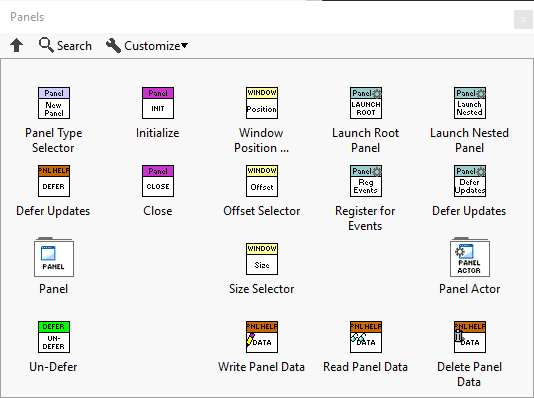 Panels
Search Customize
Panel Panel WINDOW Panel Panel
New Panel INIT Position LAUNCH ROOT Launch Nested
Panel Type Selector Initialize Window Position ... Launch Root Panel Launch Nested Panel
PNL HELP Panel WINDOW Panel Panel
DEFER CLOSE Offset Reg Events Defer Updates
Defer Updates Close Offset Selector Register for Events Defer Updates
WINDOW
PANEL Size PANEL ACTOR
Panel Size Selector Panel Actor
DEFER PNL HELP PNL HELP PNL HELP
UN-DEFER DATA DATA DATA
Un-Defer Write Panel Data Read Panel Data Delete Panel Data